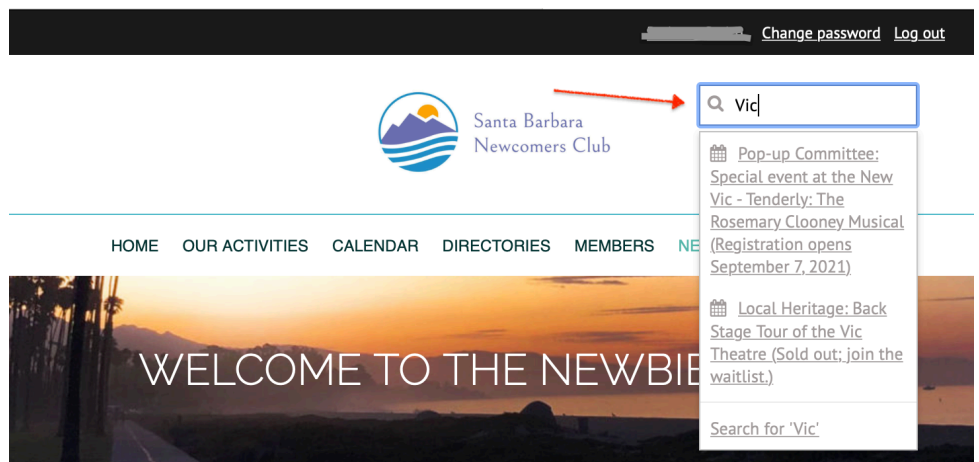 Change password Log out
Vic
Santa Barbara
Newcomers Club
Pop-up Committee:
Special event at the New
Vic - Tenderly: The
Rosemary Clooney Musical
(Registration opens
September 7, 2021)
Local Heritage: Back
Stage Tour of the Vic
Theatre (Sold out; join the
waitlist.)
Search for 'Vic'
HOME OUR ACTIVITIES CALENDAR DIRECTORIES MEMBERS
WELCOME TO THE